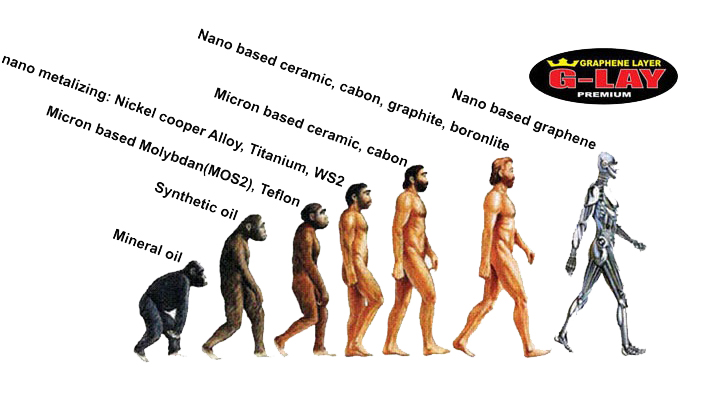 Nano based ceramic, cabon, graphite, boronlite
GRAPHENE LAYER
G-LAY
PREMIUM
nano metalizing: Nickel cooper Alloy, Titanium, WS2
Micron based ceramic, cabon
Nano based graphene
Micron based Molybdan(MOS2), Teflon
Synthetic oil
Mineral oil